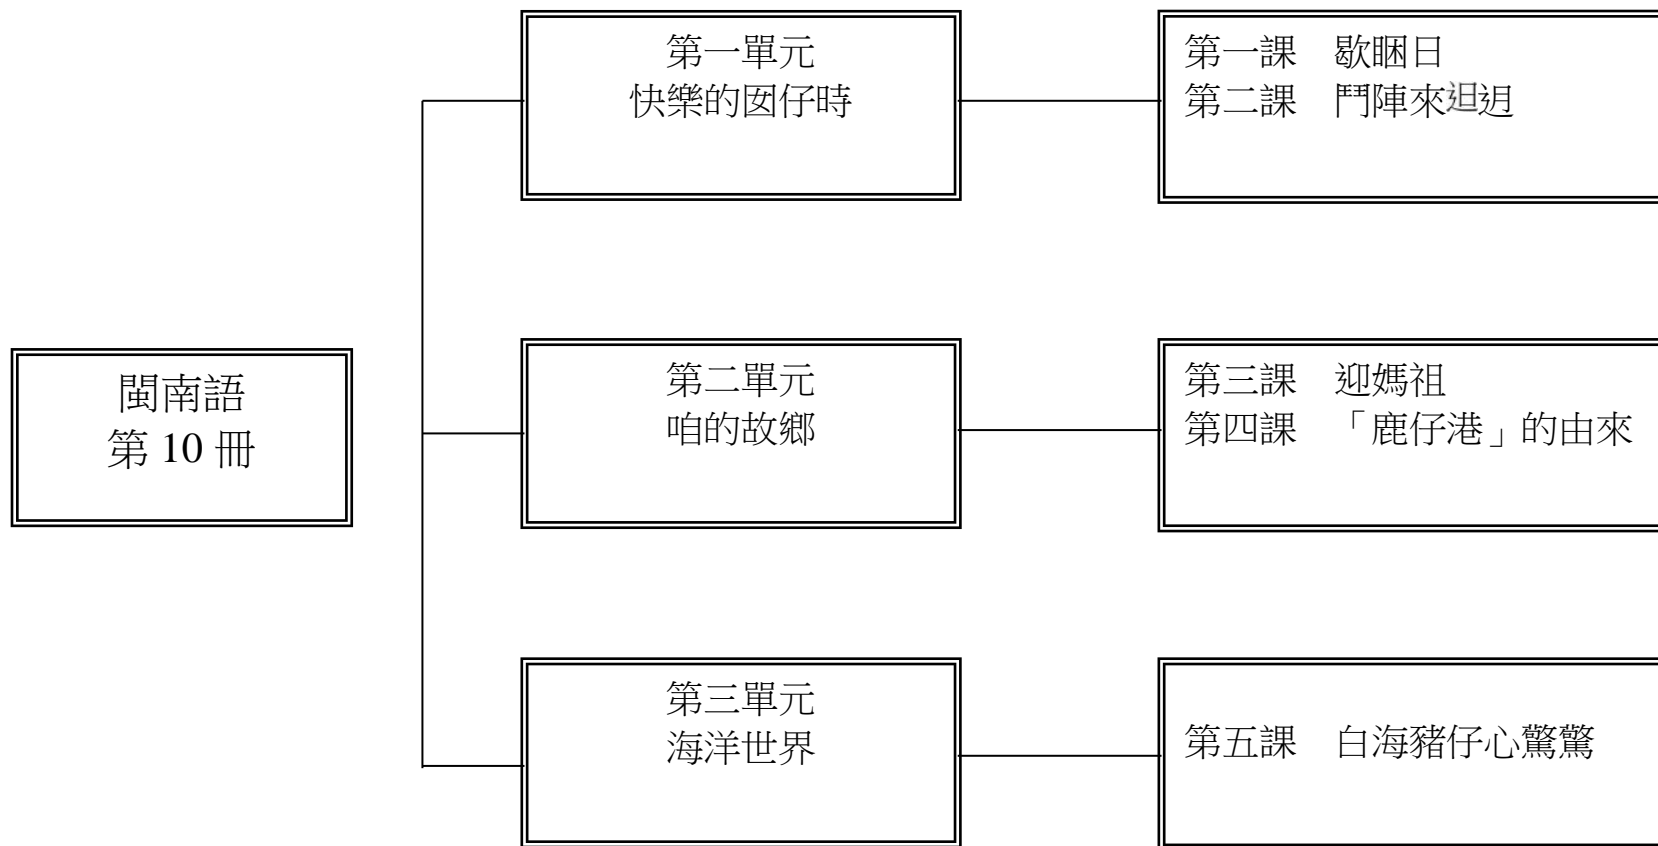 閩南語
第 10 冊
第一單元
快樂的囡仔時
第一課　歇睏日
第二課　鬥陣來𨑨迌
第二單元
咱的故鄉
第三課　迎媽祖
第四課　「鹿仔港」的由來
第三單元
海洋世界
第五課　白海豬仔心驚驚